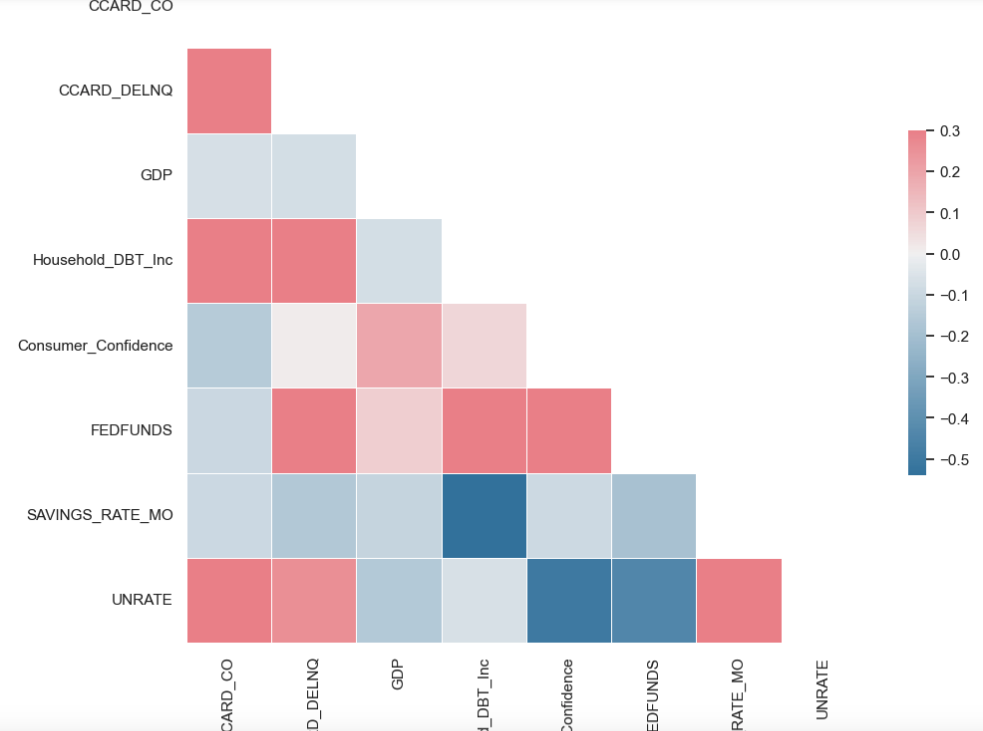 CCARD_CO
CCARD_DELNQ
GDP
Household_DBT_Inc
Consumer_Confidence
FEDFUNDS
SAVINGS_RATE_MO
UNRATE
0.3
0.2
0.1
0.0
−0.1
−0.2
−0.3
−0.4
−0.5
CARD_CO
D_DELNQ
GDP
d_DBT_Inc
Confidence
EDFUNDS
RATE_MO
UNRATE